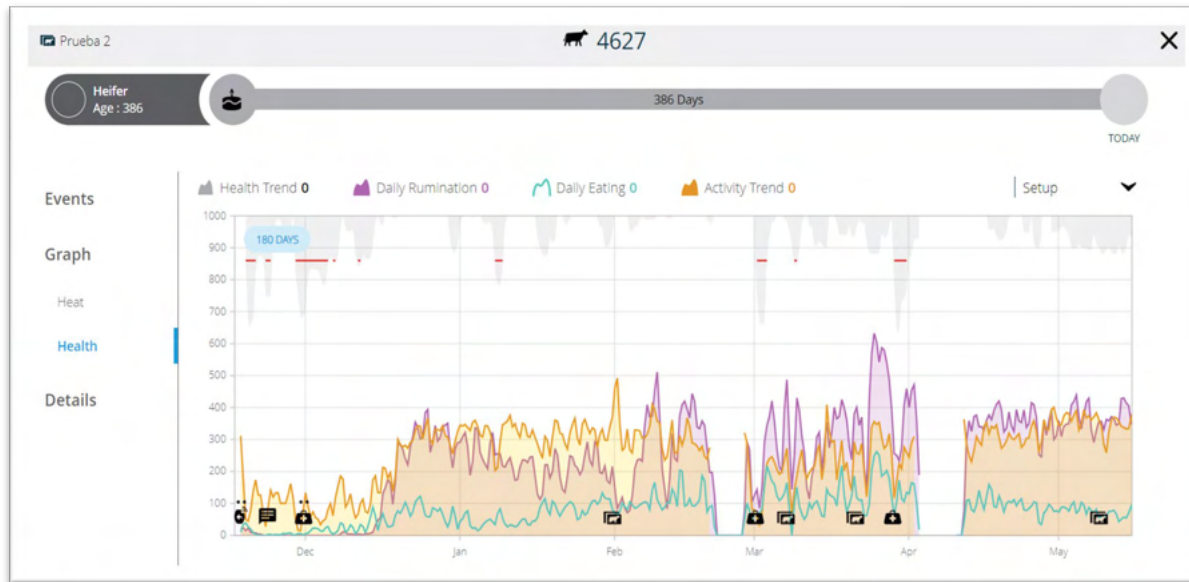 Prueba 2
4627
Heifer
Age : 386
386 Days
TODAY
Events
Graph
Heat
Health
Details
Health Trend 0
Daily Rumination 0
Daily Eating 0
Activity Trend 0
Setup
180 DAYS
1000
900
800
700
600
500
400
300
200
100
0
Dec
Jan
Feb
Mar
Apr
May